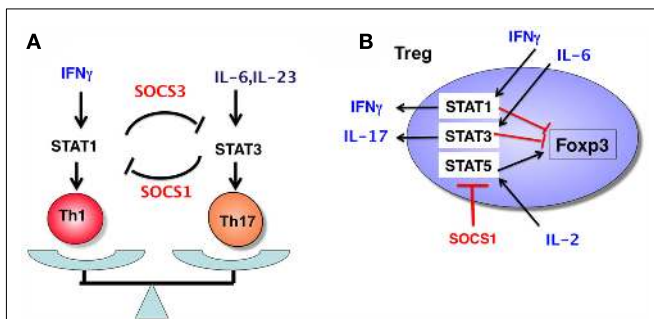 A
IFNγ
IL-6,IL-23
SOCS3
STAT1
STAT3
SOCS1
Th1
Th17
B
Treg
IFNγ
IL-6
IFNγ
STAT1
IL-17
STAT3
Foxp3
STAT5
SOCS1
IL-2